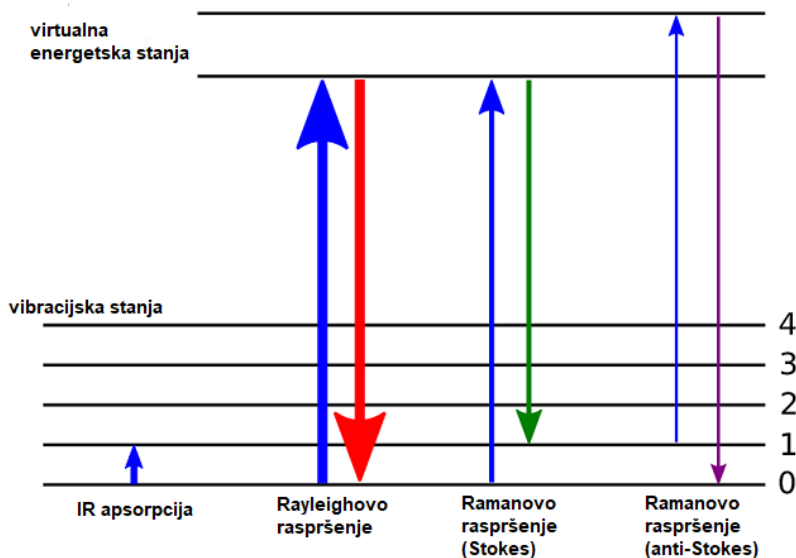 virtualna
energetska stanja
vibracijska stanja
4
3
2
1
0
IR apsorpcija
Rayleighovo
raspršenje
Ramanovo
raspršenje
(Stokes)
Ramanovo
raspršenje
(anti-Stokes)